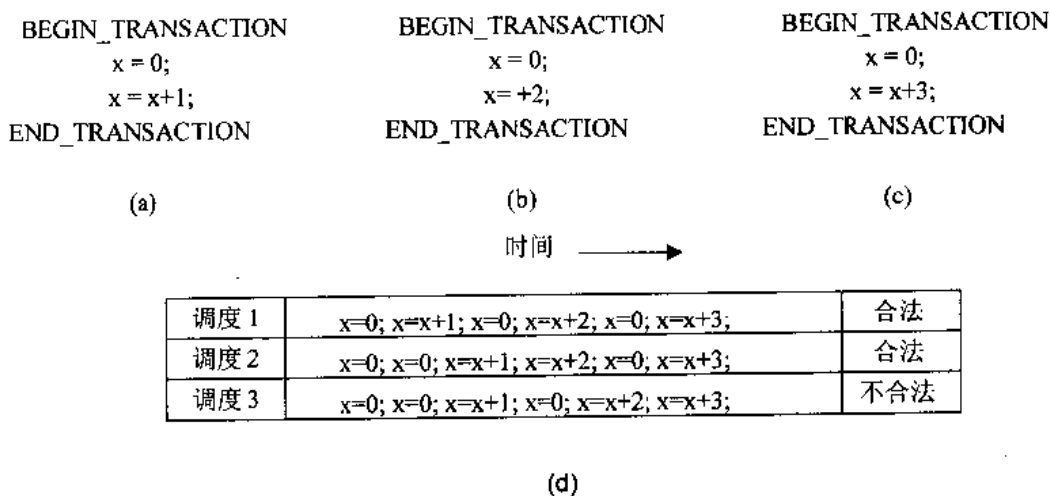 BEGIN_TRANSACTION
x = 0;
x = x+1;
END_TRANSACTION
(a)
BEGIN_TRANSACTION
x = 0;
x= +2;
END_TRANSACTION
(b)
BEGIN_TRANSACTION
x = 0;
x = x+3;
END_TRANSACTION
(c)
时间
调度 1 x=0; x=x+1; x=0; x=x+2; x=0; x=x+3; 合法
调度 2 x=0; x=0; x=x+1; x=x+2; x=0; x=x+3; 合法
调度 3 x=0; x=0; x=x+1; x=0; x=x+2; x=x+3; 不合法
(d)